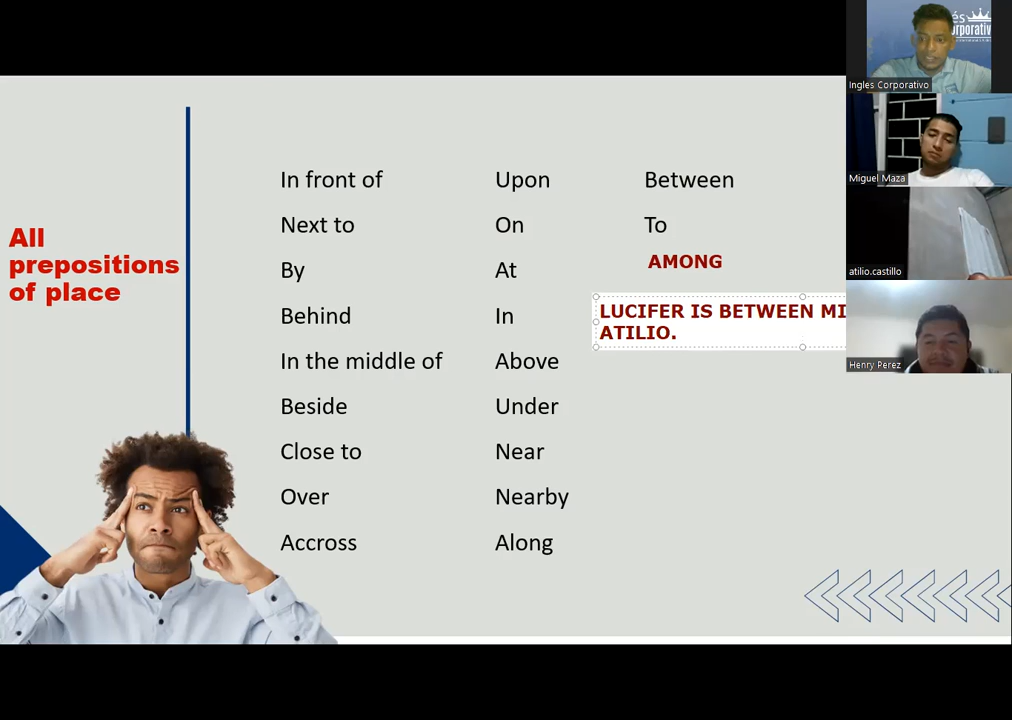 All
prepositions
of place
In front of
Next to
By
Behind
In the middle of
Beside
Close to
Over
Accross
Upon
On
At
In
Above
Under
Near
Nearby
Along
Between
To
AMONG
LUCIFER IS BETWEEN MI
ATILIO.
Ingles Corporativo
Miguel Maza
atilio.castillo
Henry Perez